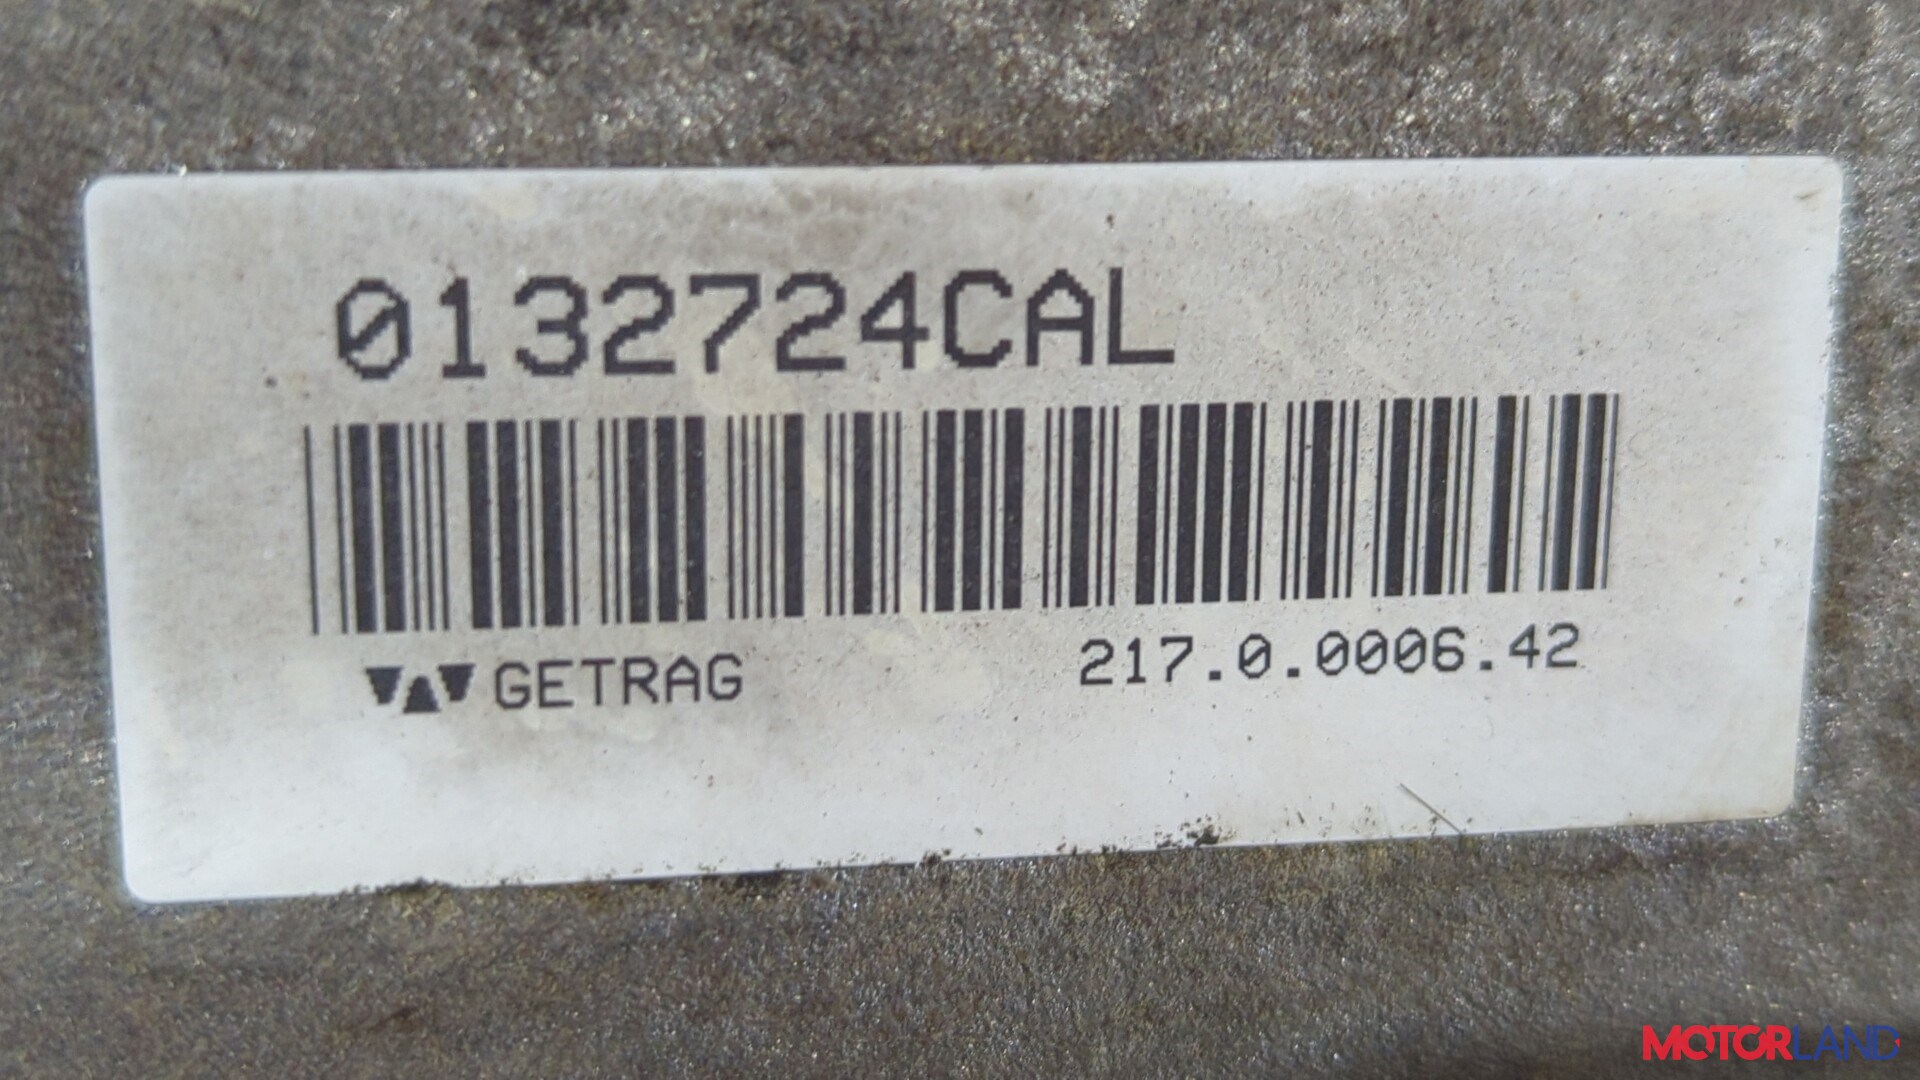 0132724CAL
GETRAG 217.0.0006.42
MOTORLAND